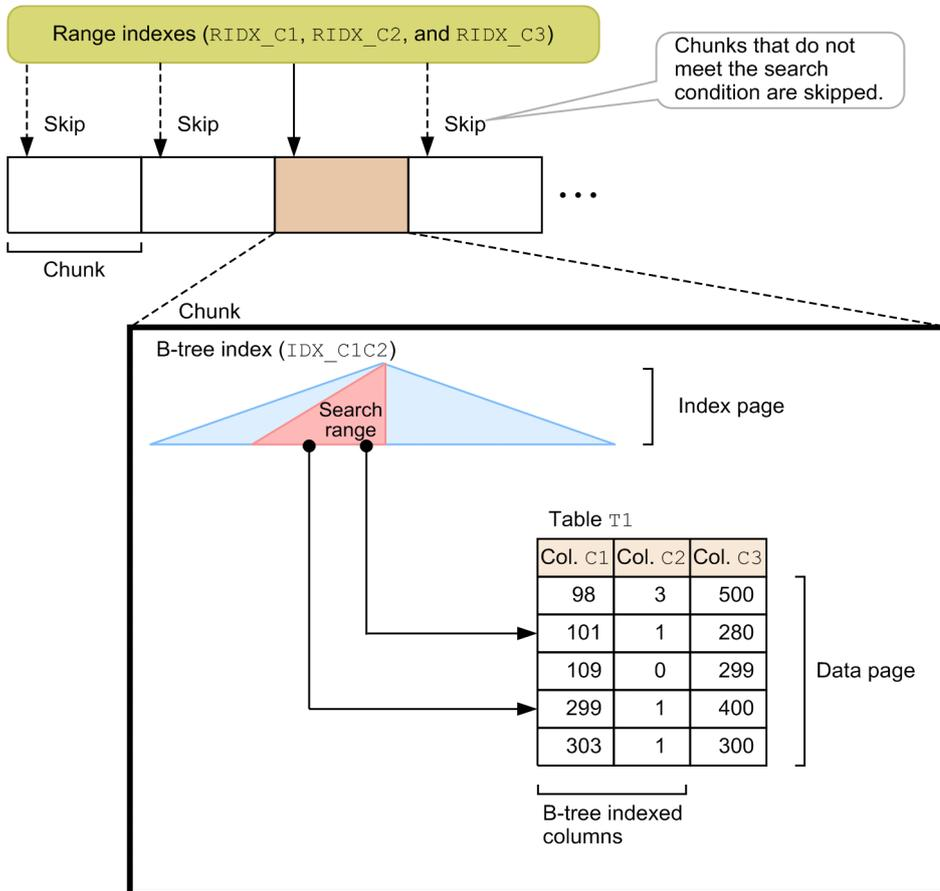 Range indexes (RIDX_C1, RIDX_C2, and RIDX_C3)
Chunks that do not
meet the search
condition are skipped.
Skip
Skip
Skip
...
Chunk
Chunk
B-tree index (IDX_C1C2)
Search
range
Index page
Table T1
Col. C1 Col. C2 Col. C3
98 3 500
101 1 280
109 0 299
299 1 400
303 1 300
Data page
B-tree indexed
columns